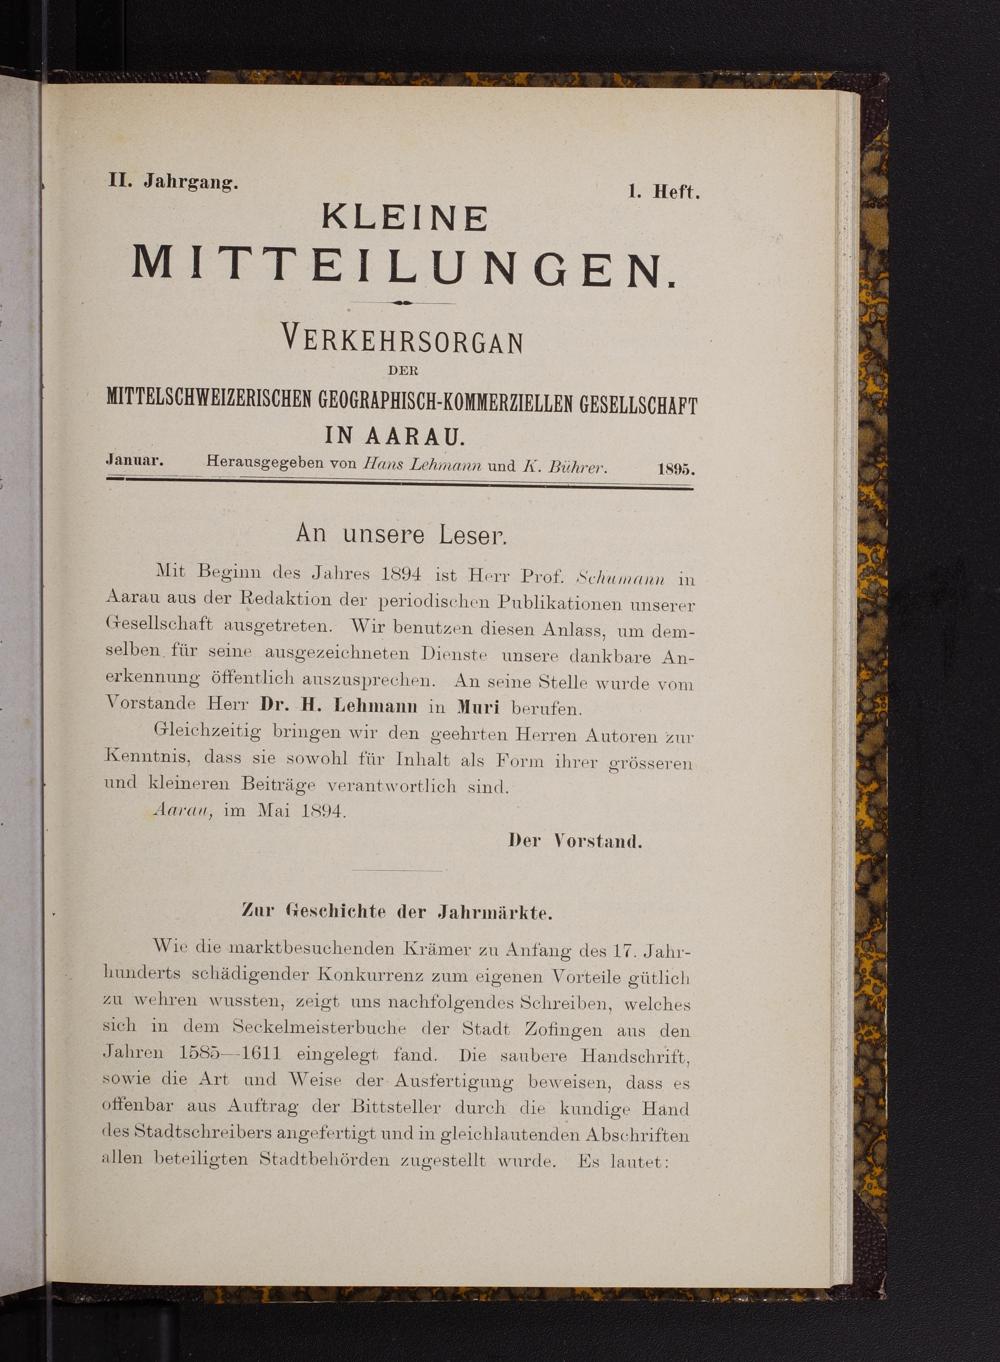 II. Jahrgang.
1. Heft.
KLEINE
MITTEILUNGEN.
VERKEHRSORGAN
DER
MITTELSCHWEIZERISCHEN GEOGRAPHISCH-KOMMERZIELLEN GESELLSCHAFT
IN AARAU.
Januar. Herausgegeben von Hans Lehmann und K. Bührer. 1895.
An unsere Leser.
Mit Beginn des Jahres 1894 ist Herr Prof. Schumann in
Aarau aus der Redaktion der periodischen Publikationen unserer
Gesellschaft ausgetreten. Wir benutzen diesen Anlass, um dem-
selben für seine ausgezeichneten Dienste unsere dankbare An-
erkennung öffentlich auszusprechen. An seine Stelle wurde vom
Vorstande Herr Dr. H. Lehmann in Muri berufen.
Gleichzeitig bringen wir den geehrten Herren Autoren zur
Kenntnis, dass sie sowohl für Inhalt als Form ihrer grösseren
und kleineren Beiträge verantwortlich sind.
Aarau, im Mai 1894.
Der Vorstand.
Zur Geschichte der Jahrmärkte.
Wie die marktbesuchenden Krämer zu Anfang des 17. Jahr-
hunderts schädigender Konkurrenz zum eigenen Vorteile gütlich
zu wehren wussten, zeigt uns nachfolgendes Schreiben, welches
sich in dem Seckelmeisterbuche der Stadt Zofingen aus den
Jahren 1585—1611 eingelegt fand. Die saubere Handschrift,
sowie die Art und Weise der Ausfertigung beweisen, dass es
offenbar aus Auftrag der Bittsteller durch die kundige Hand
des Stadtschreibers angefertigt und in gleichlautenden Abschriften
allen beteiligten Stadtbehörden zugestellt wurde. Es lautet: